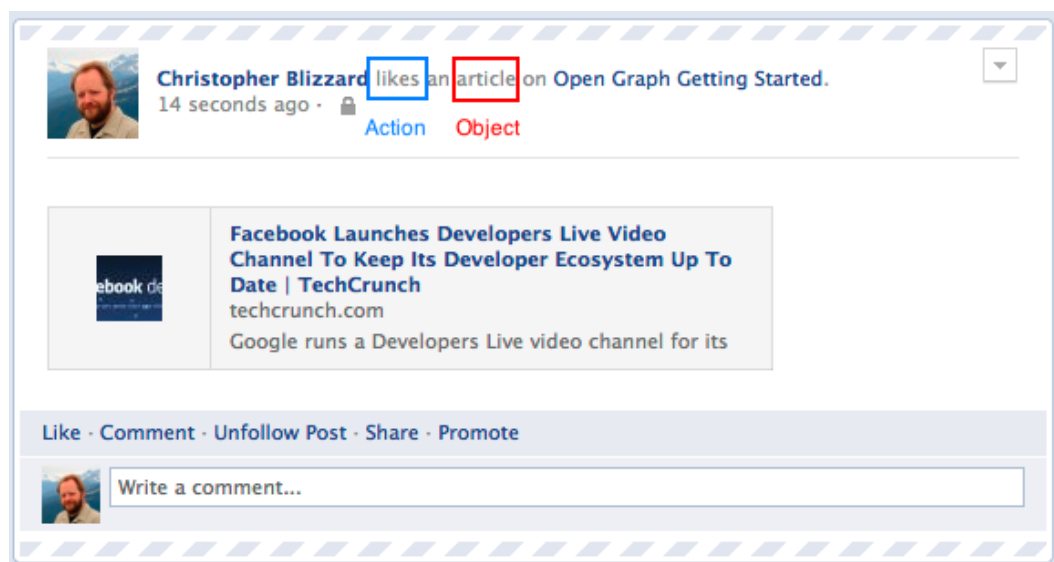 Christopher Blizzard likes an article on Open Graph Getting Started.
14 seconds ago ·
Action Object
Facebook Launches Developers Live Video
Channel To Keep Its Developer Ecosystem Up To
ebook de
Date | TechCrunch
techcrunch.com
Google runs a Developers Live video channel for its
Like · Comment · Unfollow Post · Share · Promote
Write a comment...